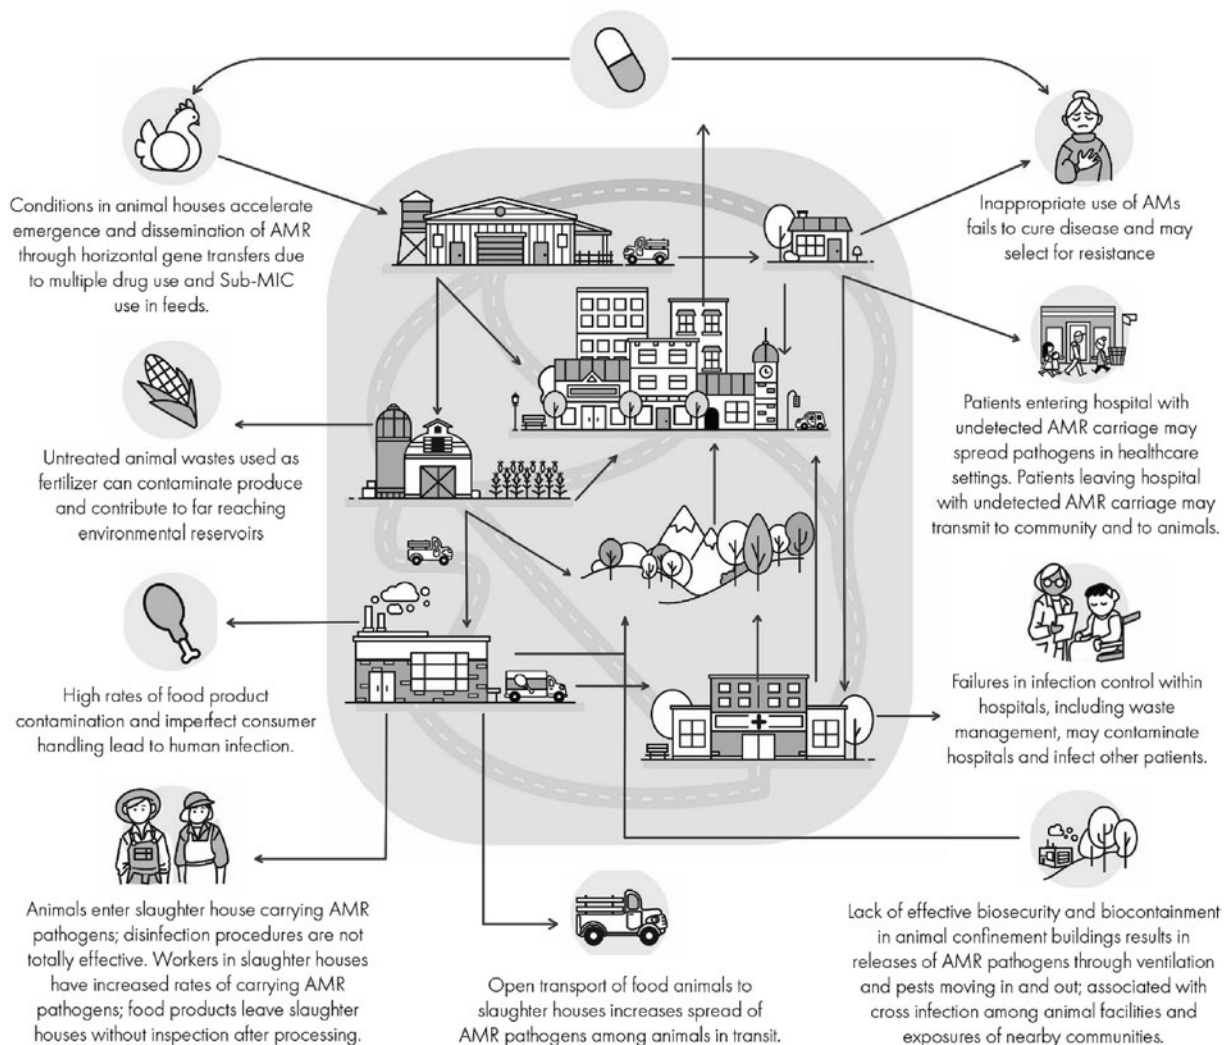 Conditions in animal houses accelerate
emergence and dissemination of AMR
through horizontal gene transfers due
to multiple drug use and Sub-MIC
use in feeds.
Inappropriate use of AMs
fails to cure disease and may
select for resistance
Untreated animal wastes used as
fertilizer can contaminate produce
and contribute to far reaching
environmental reservoirs
Patients entering hospital with
undetected AMR carriage may
spread pathogens in healthcare
settings. Patients leaving hospital
with undetected AMR carriage may
transmit to community and to animals.
High rates of food product
contamination and imperfect consumer
handling lead to human infection.
Failures in infection control within
hospitals, including waste
management, may contaminate
hospitals and infect other patients.
Animals enter slaughter house carrying AMR
pathogens; disinfection procedures are not
totally effective. Workers in slaughter houses
have increased rates of carrying AMR
pathogens; food products leave slaughter
houses without inspection after processing.
Open transport of food animals to
slaughter houses increases spread of
AMR pathogens among animals in transit.
Lack of effective biosecurity and biocontainment
in animal confinement buildings results in
releases of AMR pathogens through ventilation
and pests moving in and out; associated with
cross infection among animal facilities and
exposures of nearby communities.